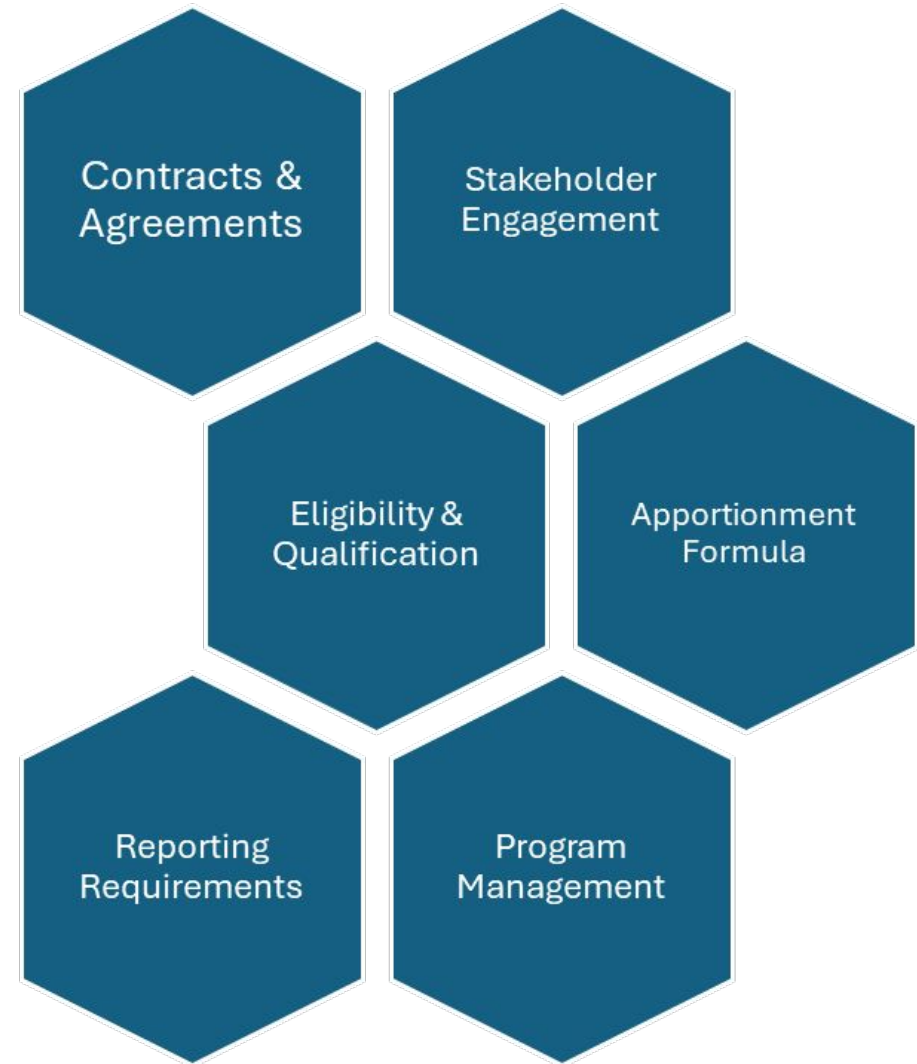 Contracts &
Agreements
Stakeholder
Engagement
Eligibility &
Qualification
Apportionment
Formula
Reporting
Requirements
Program
Management